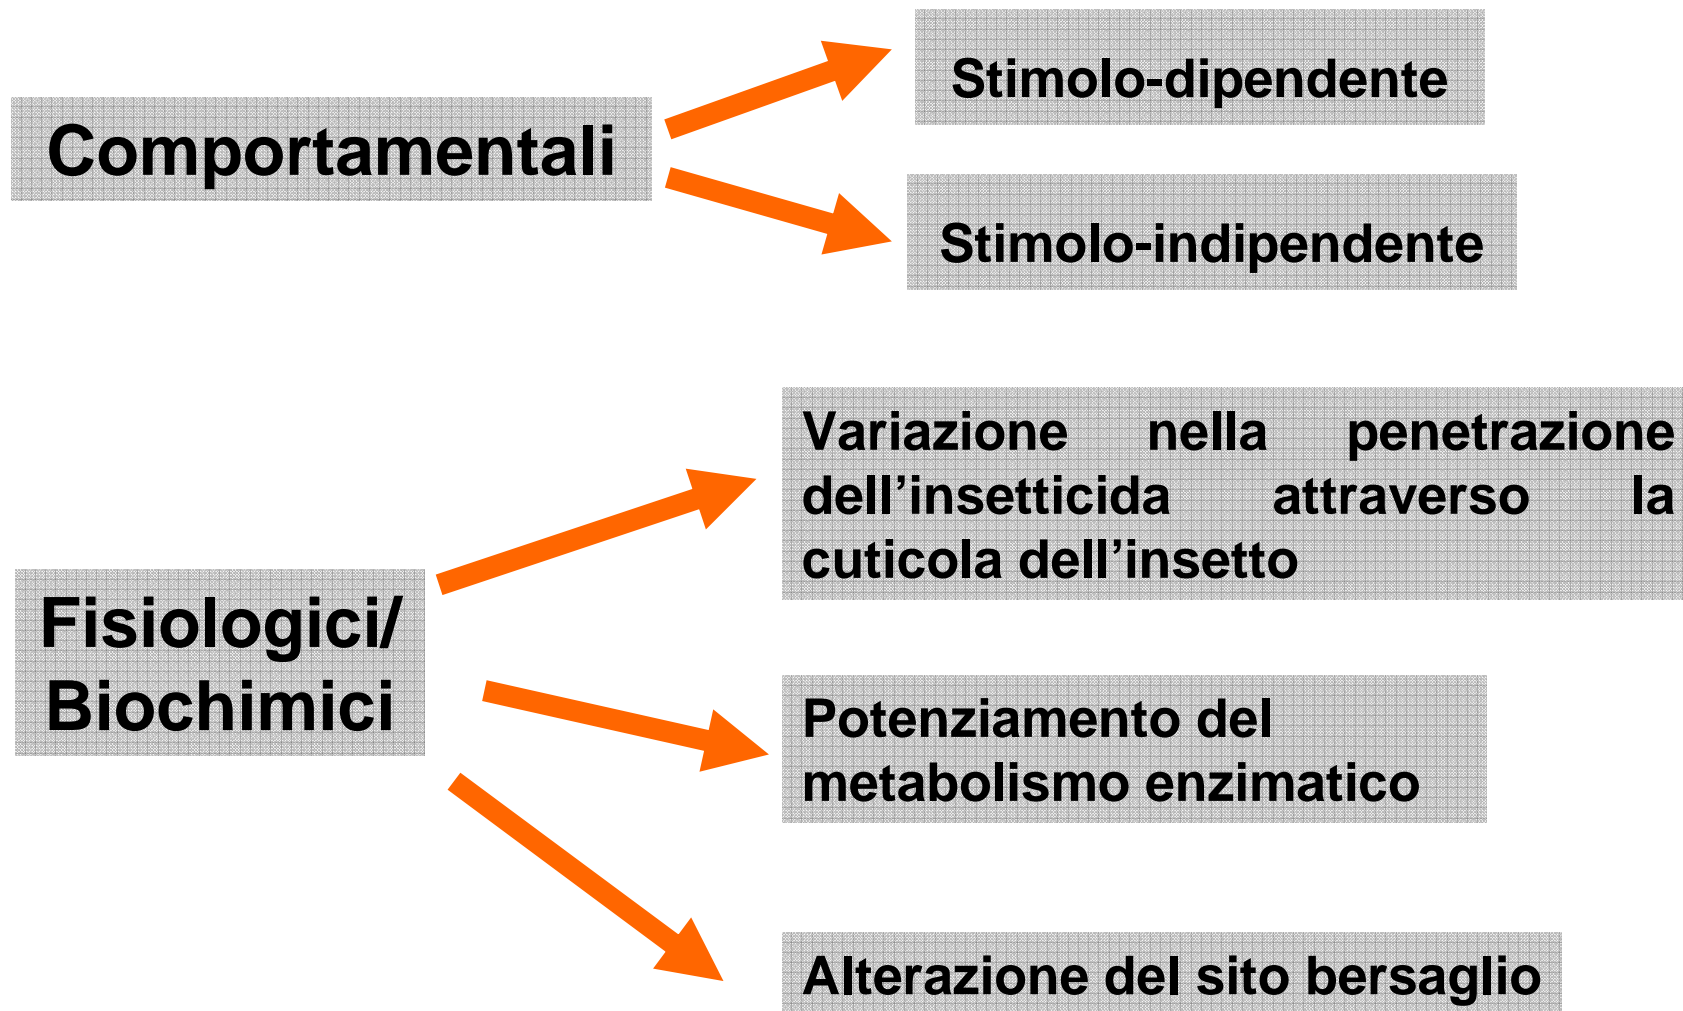 Comportamentali
Stimolo-dipendente
Stimolo-indipendente
Fisiologici/
Biochimici
Variazione nella penetrazione
dell’insetticida attraverso la
cuticola dell’insetto
Potenziamento del
metabolismo enzimatico
Alterazione del sito bersaglio